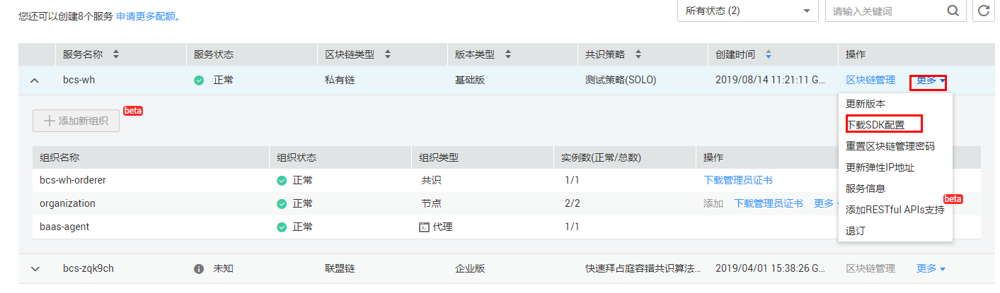 您还可以创建8个服务 申请更多配额。 所有状态 (2) 请输入关键词
服务名称 服务状态 区块链类型 版本类型 共识策略 创建时间 操作
bcs-wh 正常 私有链 基础版 测试策略(SOLO) 2019/08/14 11:21:11 G... 区块链管理 更多
更新版本
添加新组织 beta
下载SDK配置
重置区块链管理密码
组织名称 组织状态 组织类型 实例数(正常/总数) 操作
更新弹性IP地址
bcs-wh-orderer 正常 共识 1/1 下载管理员证书
服务信息
organization 正常 节点 2/2 添加 下载管理员证书 更多
添加RESTful APIs支持 beta
baas-agent 正常 代理 1/1
退订
bcs-zqk9ch 未知 联盟链 企业版 快速拜占庭容错共识算法... 2019/04/01 15:38:26 G... 区块链管理 更多